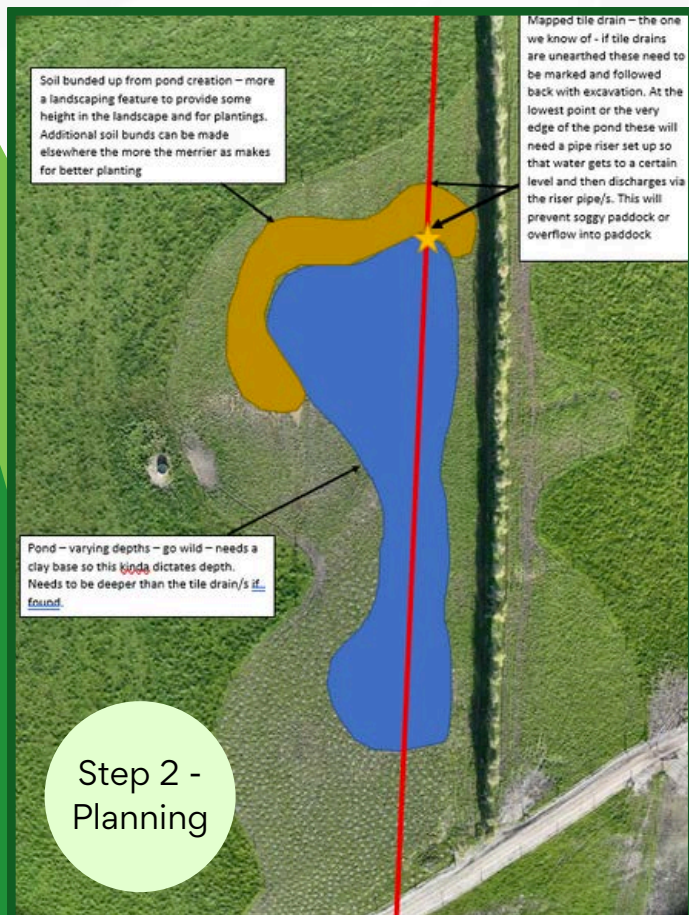 Mapped tile drain – the one
we know of - if tile drains
are unearthed these need to
be marked and followed
back with excavation. At the
lowest point or the very
edge of the pond these will
need a pipe riser set up so
that water gets to a certain
level and then discharges via
the riser pipe/s. This will
prevent soggy paddock or
overflow into paddock
Soil bunded up from pond creation – more
a landscaping feature to provide some
height in the landscape and for plantings.
Additional soil bunds can be made
elsewhere the more the merrier as makes
for better planting
Pond – varying depths – go wild – needs a
clay base so this kinda dictates depth.
Needs to be deeper than the tile drain/s if
found.
Step 2 -
Planning